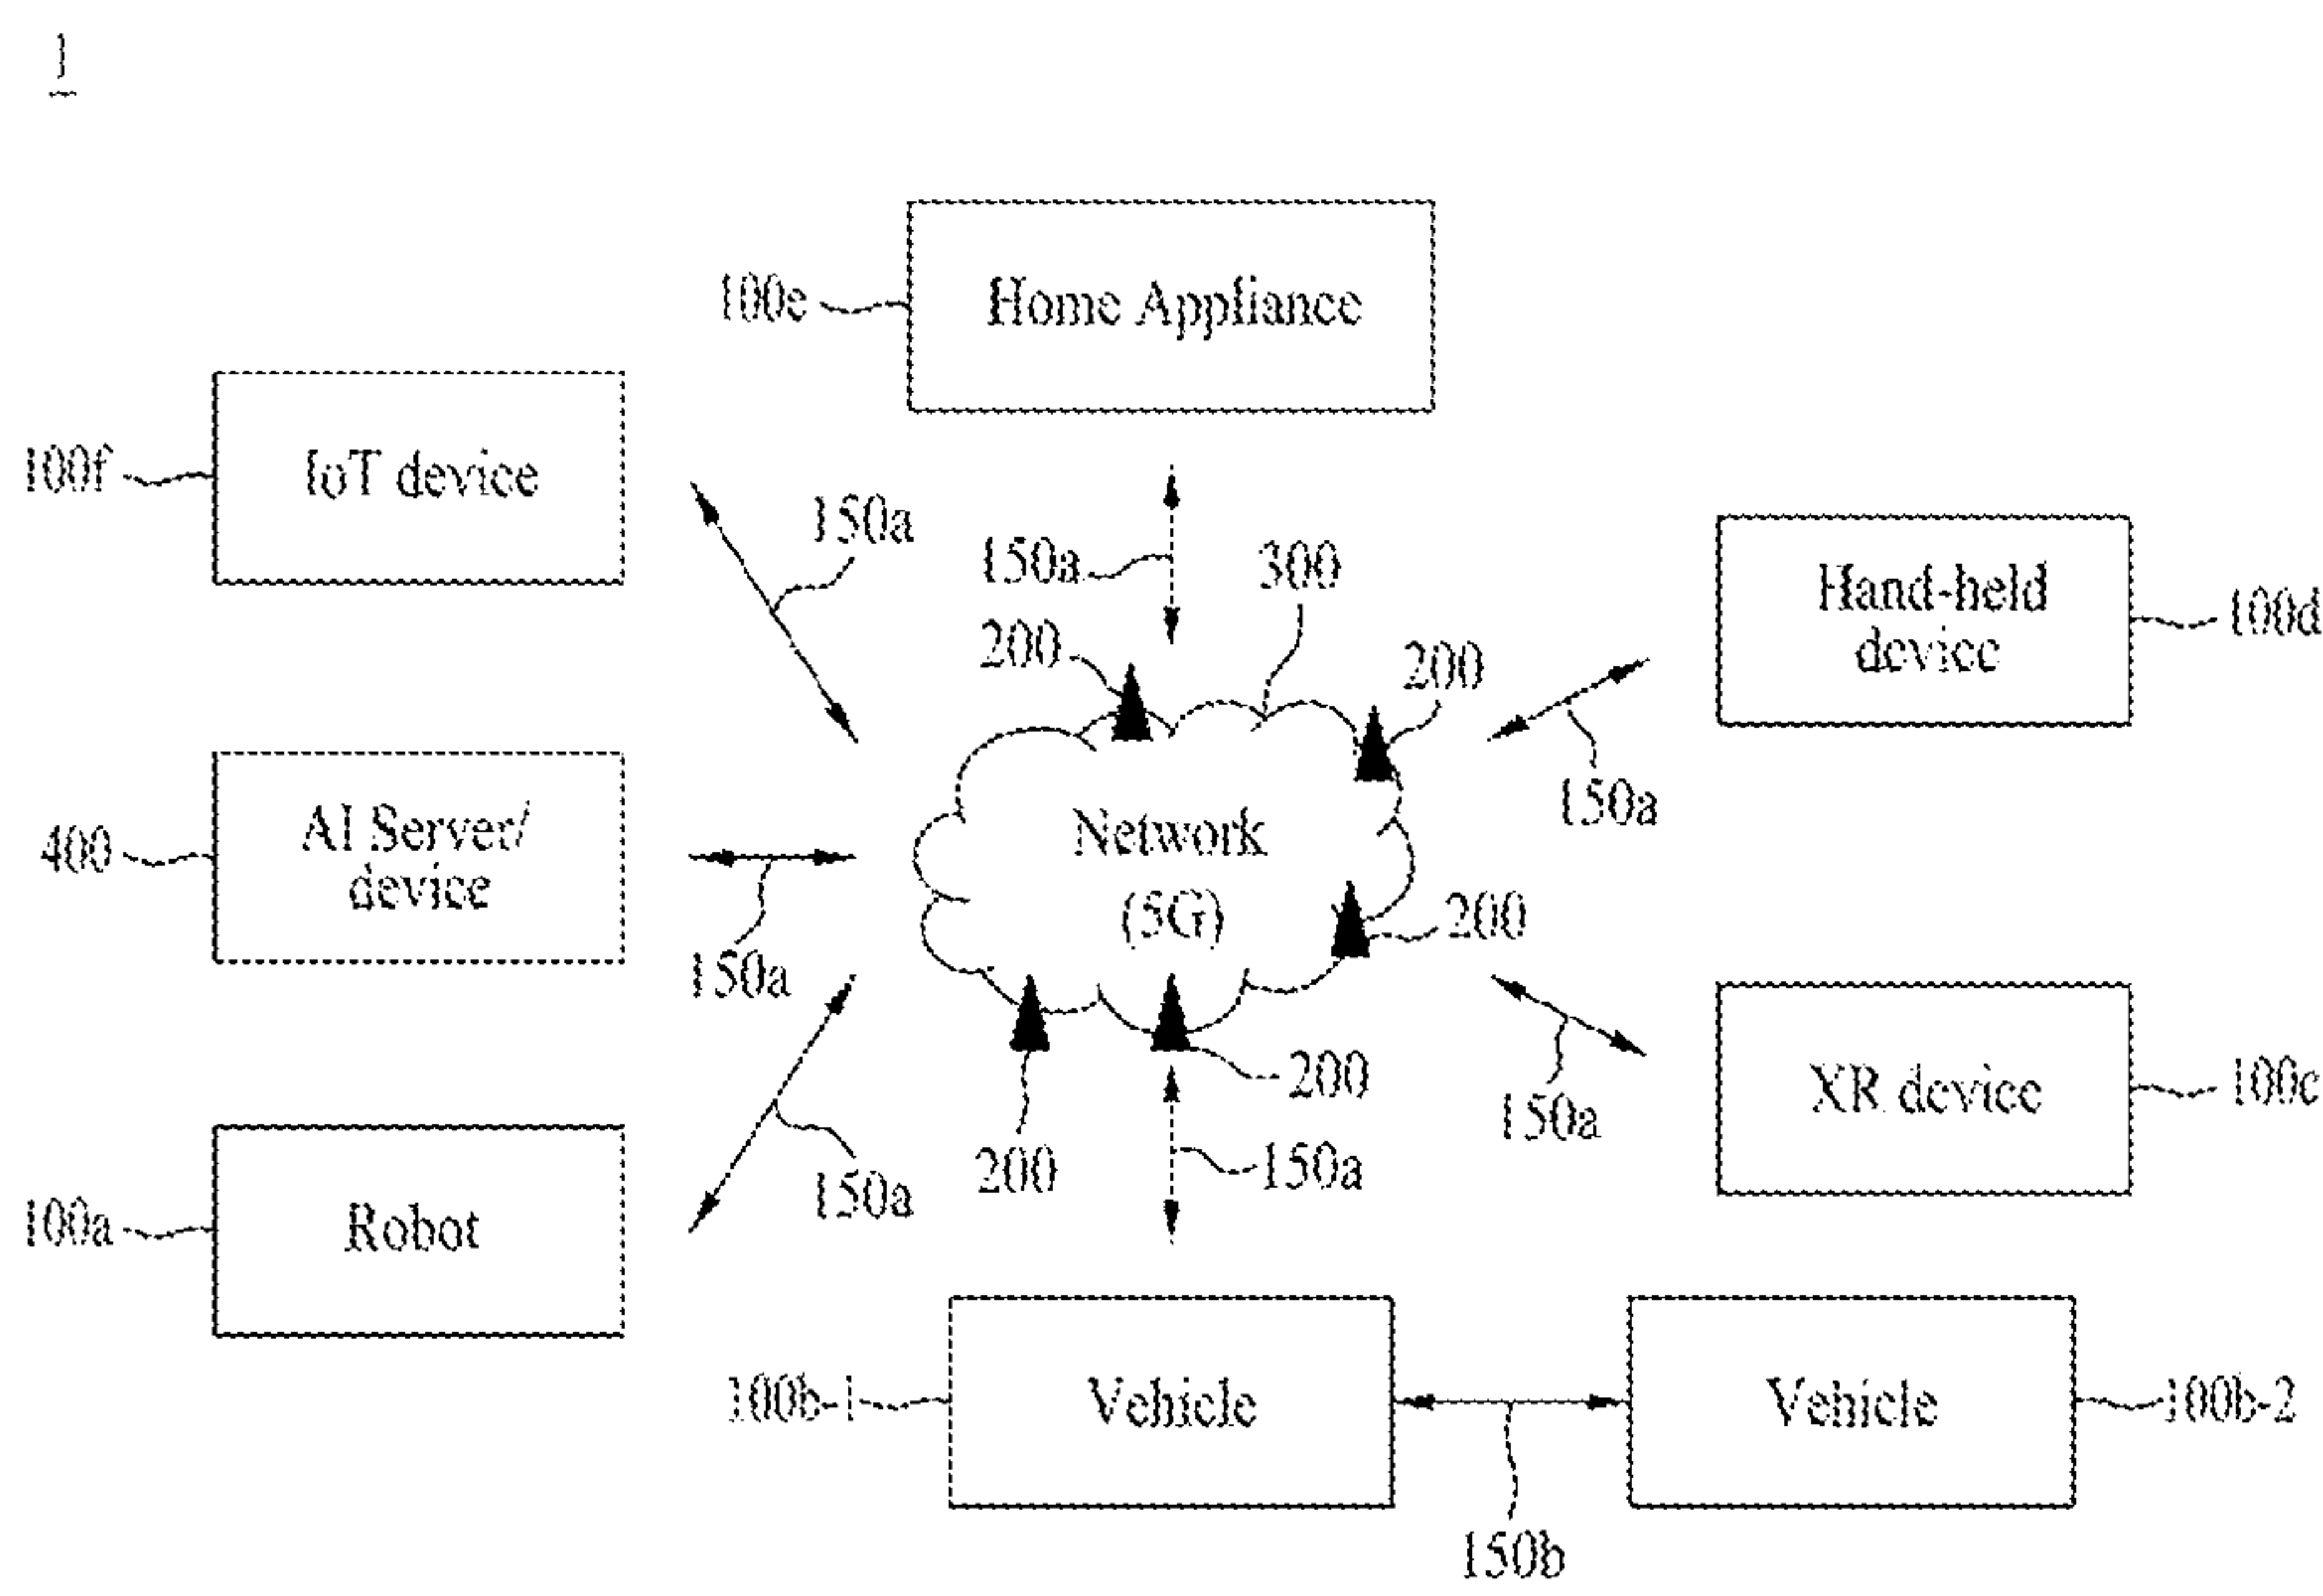 1
100e
Home Appliance
100f
IoT device
150a
150a
300
Hand-held
device
100d
200
200
150a
400
AI Server/
device
Network
(5G)
200
150a
200
XR device
100c
150a
100a
Robot
150a
200
150a
100b-1
Vehicle
Vehicle
100b-2
150b